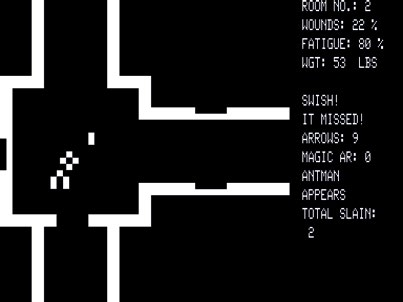 ROOM NO.: 2
WOUNDS: 22 %
FATIGUE: 80 %
WGT: 53 LBS
SWISH!
IT MISSED!
ARROWS: 9
MAGIC AR: 0
ANTMAN
APPEARS
TOTAL SLAIN:
2